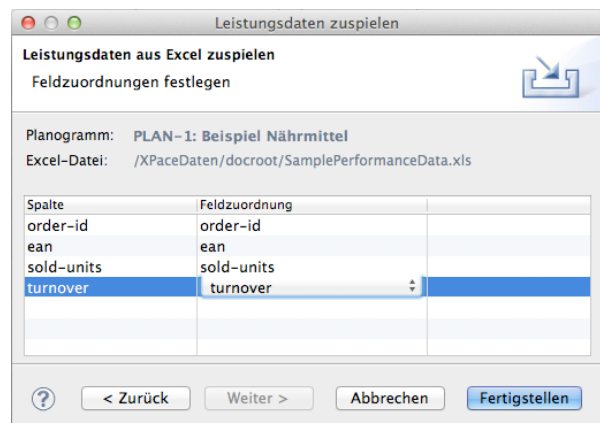 Leistungsdaten zuspielen
Leistungsdaten aus Excel zuspielen
Feldzuordnungen festlegen
Planogramm: PLAN-1: Beispiel Nährmittel
Excel-Datei: /XPaceDaten/docroot/SamplePerformanceData.xls
Spalte Feldzuordnung
order-id order-id
ean ean
sold-units sold-units
turnover turnover
? < Zurück Weiter > Abbrechen Fertigstellen